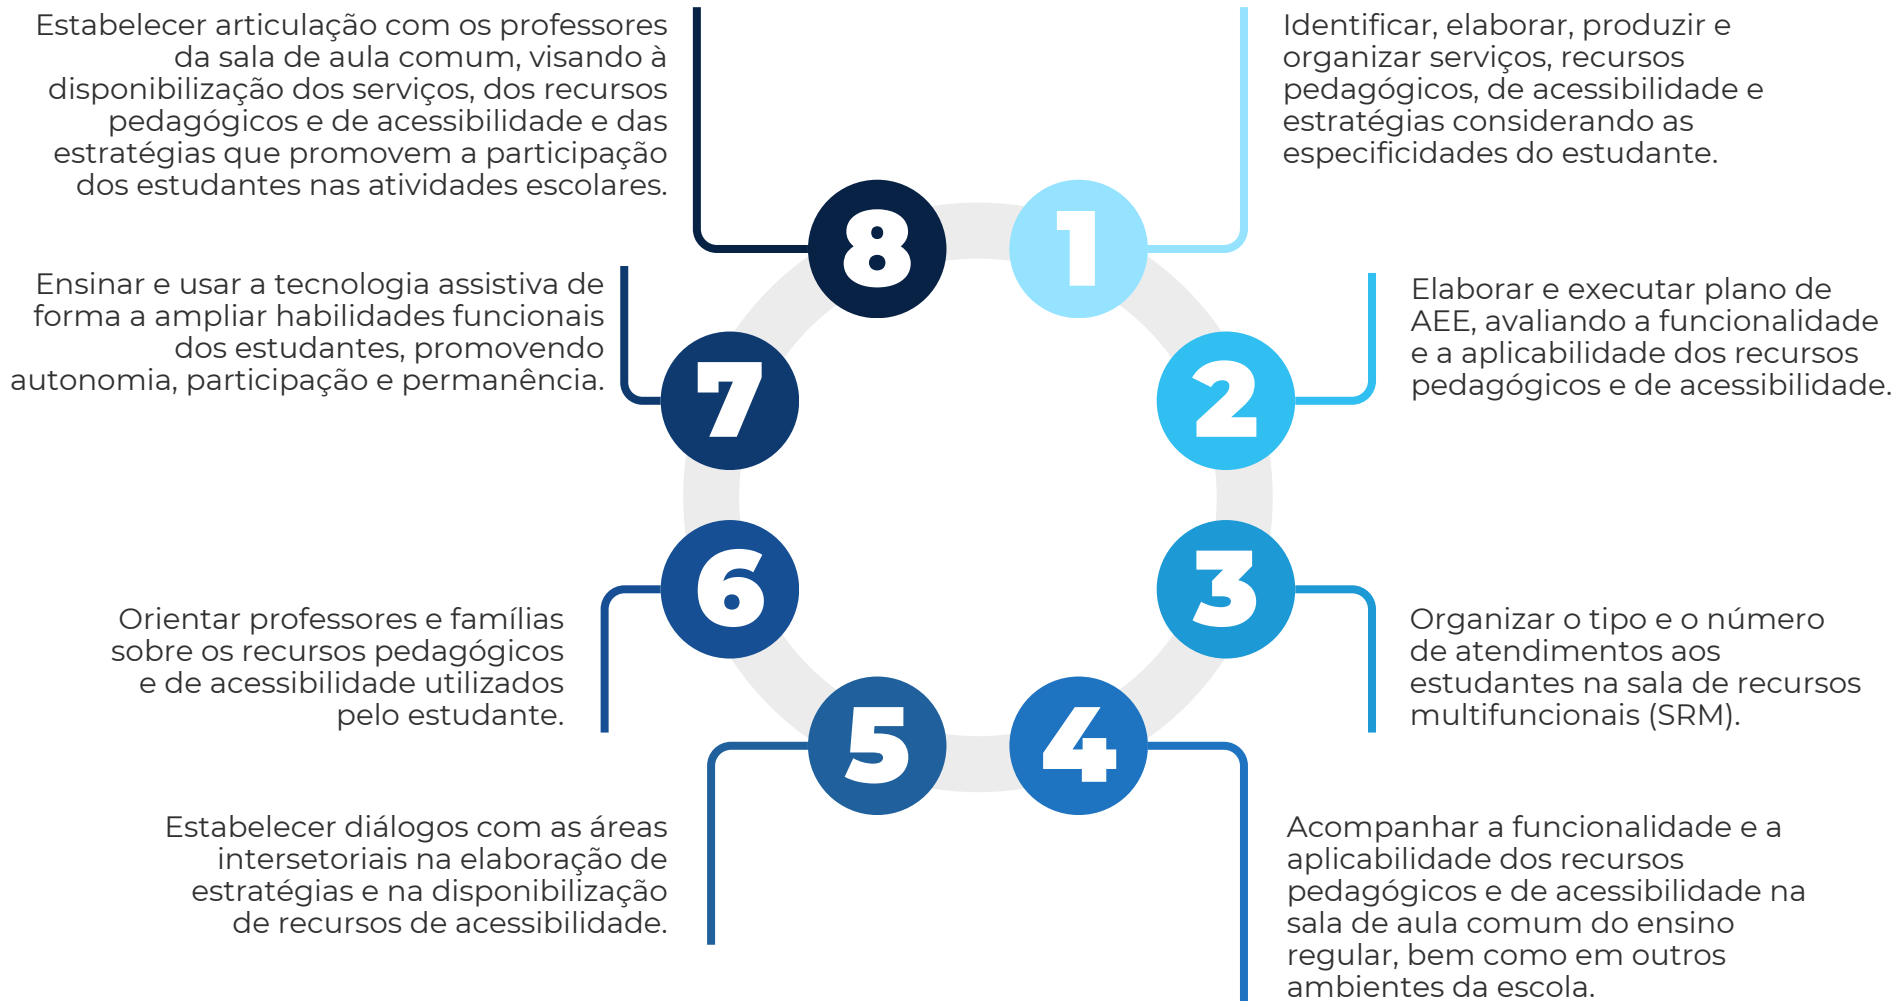 1
Identificar, elaborar, produzir e
organizar serviços, recursos
pedagógicos, de acessibilidade e
estratégias considerando as
especificidades do estudante.
2
Elaborar e executar plano de
AEE, avaliando a funcionalidade
e a aplicabilidade dos recursos
pedagógicos e de acessibilidade.
3
Organizar o tipo e o número
de atendimentos aos
estudantes na sala de recursos
multifuncionais (SRM).
4
Acompanhar a funcionalidade e a
aplicabilidade dos recursos
pedagógicos e de acessibilidade na
sala de aula comum do ensino
regular, bem como em outros
ambientes da escola.
5
Estabelecer diálogos com as áreas
intersetoriais na elaboração de
estratégias e na disponibilização
de recursos de acessibilidade.
6
Orientar professores e famílias
sobre os recursos pedagógicos
e de acessibilidade utilizados
pelo estudante.
7
Ensinar e usar a tecnologia assistiva de
forma a ampliar habilidades funcionais
dos estudantes, promovendo
autonomia, participação e permanência.
8
Estabelecer articulação com os professores
da sala de aula comum, visando à
disponibilização dos serviços, dos recursos
pedagógicos e de acessibilidade e das
estratégias que promovem a participação
dos estudantes nas atividades escolares.